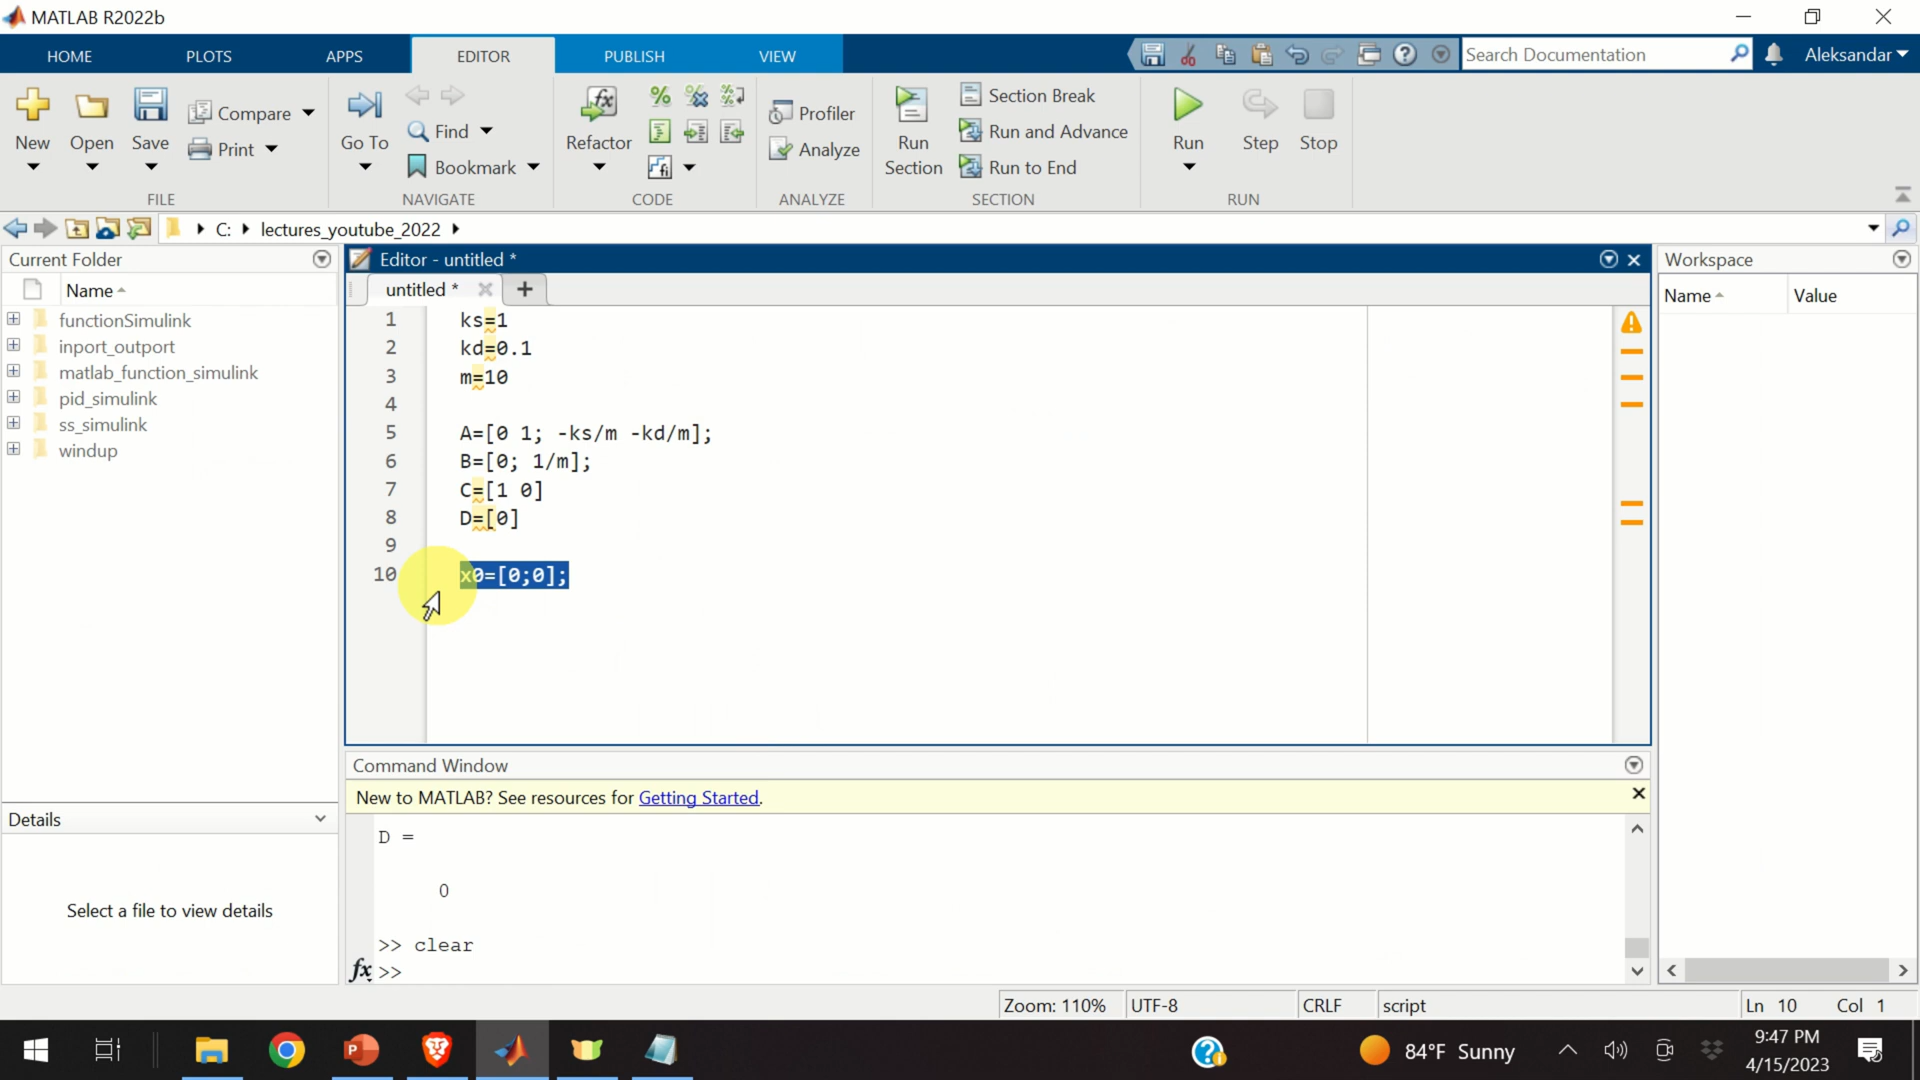 MATLAB R2022b
HOME PLOTS APPS EDITOR PUBLISH VIEW Search Documentation Aleksandar
New Open Save Compare Print Go To Find Bookmark Refactor Profiler Analyze Run Section Section Break Run and Advance Run to End Run Step Stop
FILE NAVIGATE CODE ANALYZE SECTION RUN
C: lectures_youtube_2022
Current Folder
Name
functionSimulink
inport_outport
matlab_function_simulink
pid_simulink
ss_simulink
windup
Details
Select a file to view details
Editor - untitled *
untitled * +
1 ks=1
2 kd=0.1
3 m=10
4
5 A=[0 1; -ks/m -kd/m];
6 B=[0; 1/m];
7 C=[1 0]
8 D=[0]
9
10 x0=[0;0];
Command Window
New to MATLAB? See resources for Getting Started.
D =
0
>> clear
fx >>
Workspace
Name Value
Zoom: 110% UTF-8 CRLF script Ln 10 Col 1
84°F Sunny
9:47 PM
4/15/2023